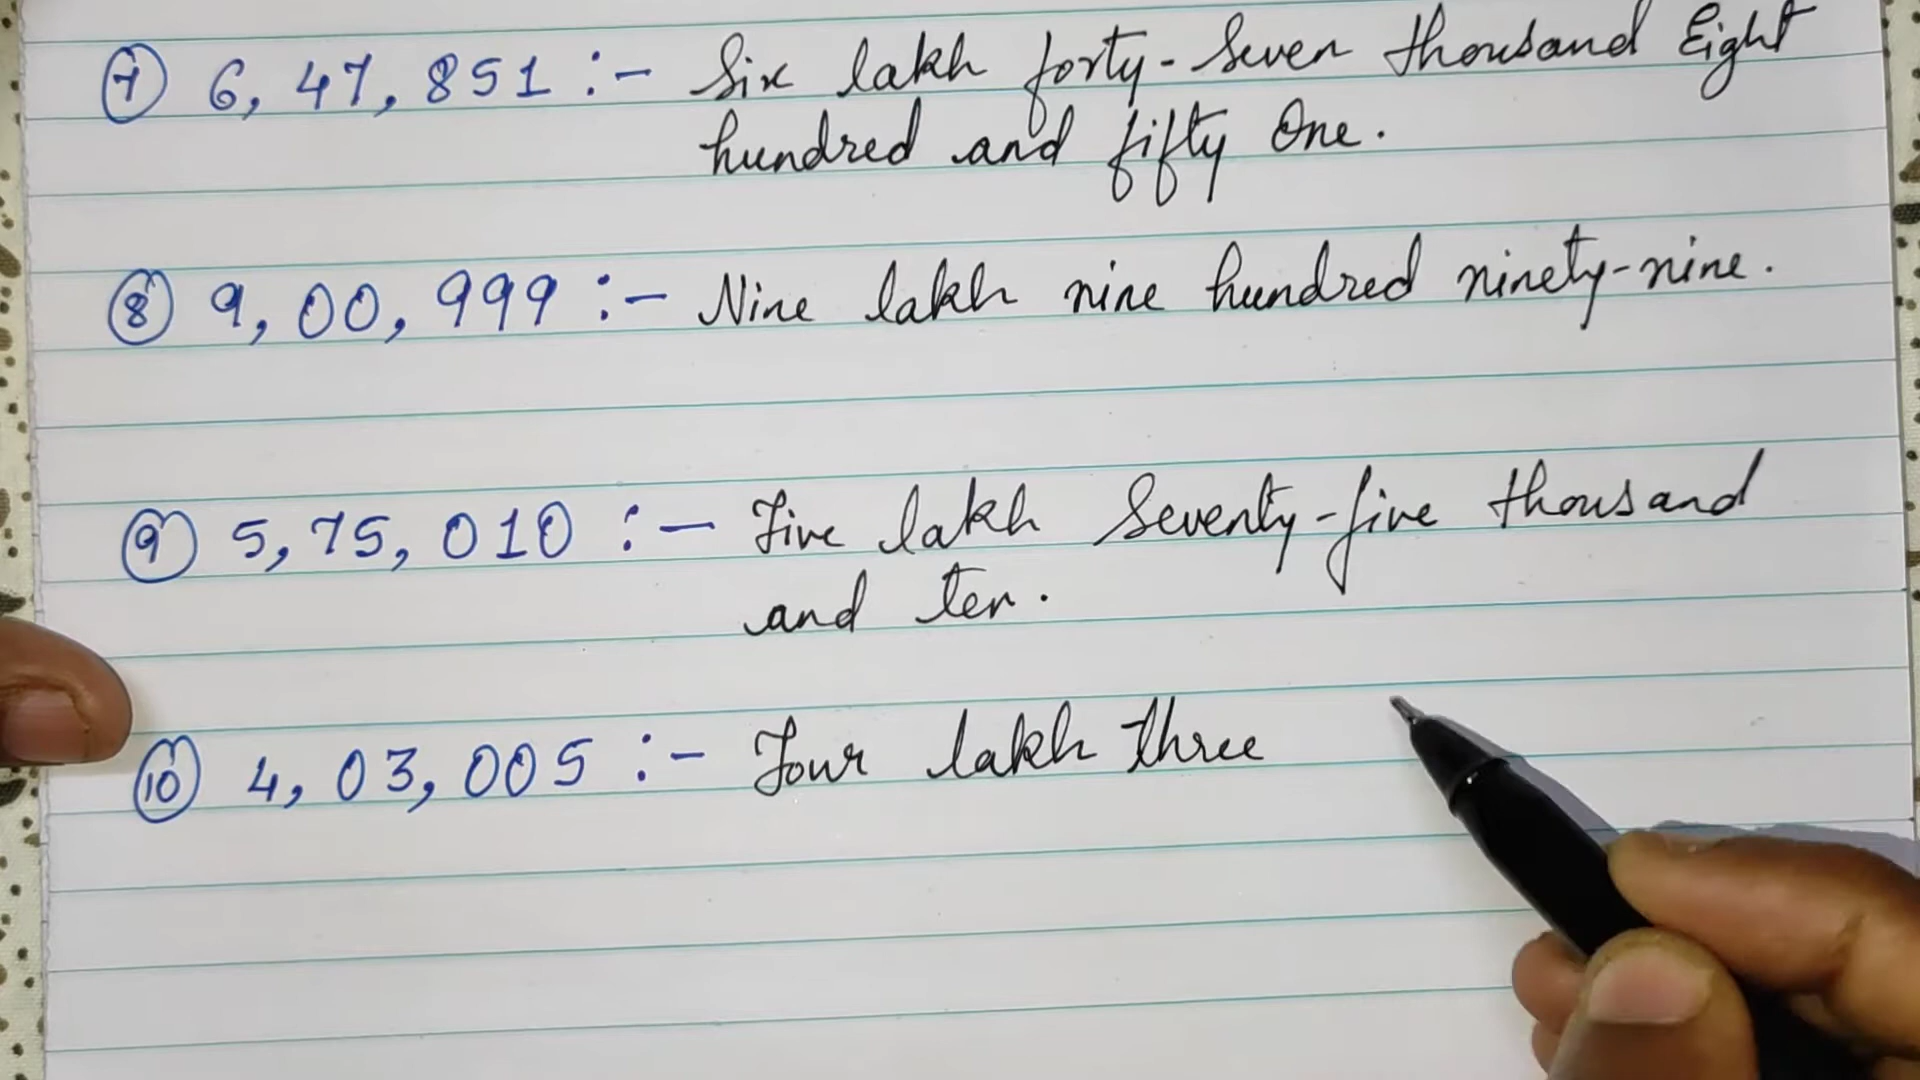 7 6, 47, 851 :- Six lakh forty-seven thousand Eight
hundred and fifty One.
8 9, 00, 999 :- Nine lakh nine hundred ninety-nine.
9 5, 75, 010 :- Five lakh Seventy-five thousand
and ten.
10 4, 03, 005 :- Four lakh three